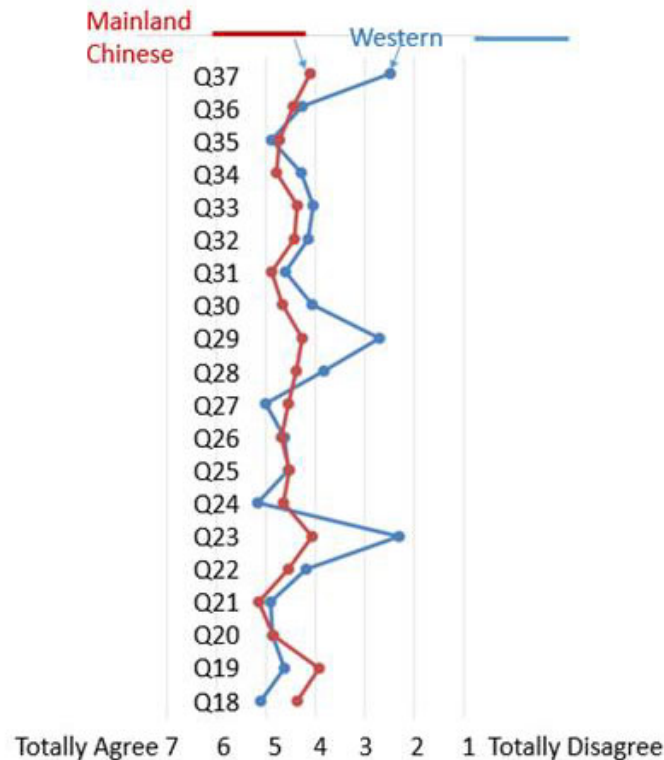 Mainland
Chinese
Western
Q37
Q36
Q35
Q34
Q33
Q32
Q31
Q30
Q29
Q28
Q27
Q26
Q25
Q24
Q23
Q22
Q21
Q20
Q19
Q18
Totally Agree 7 6 5 4 3 2 1 Totally Disagree